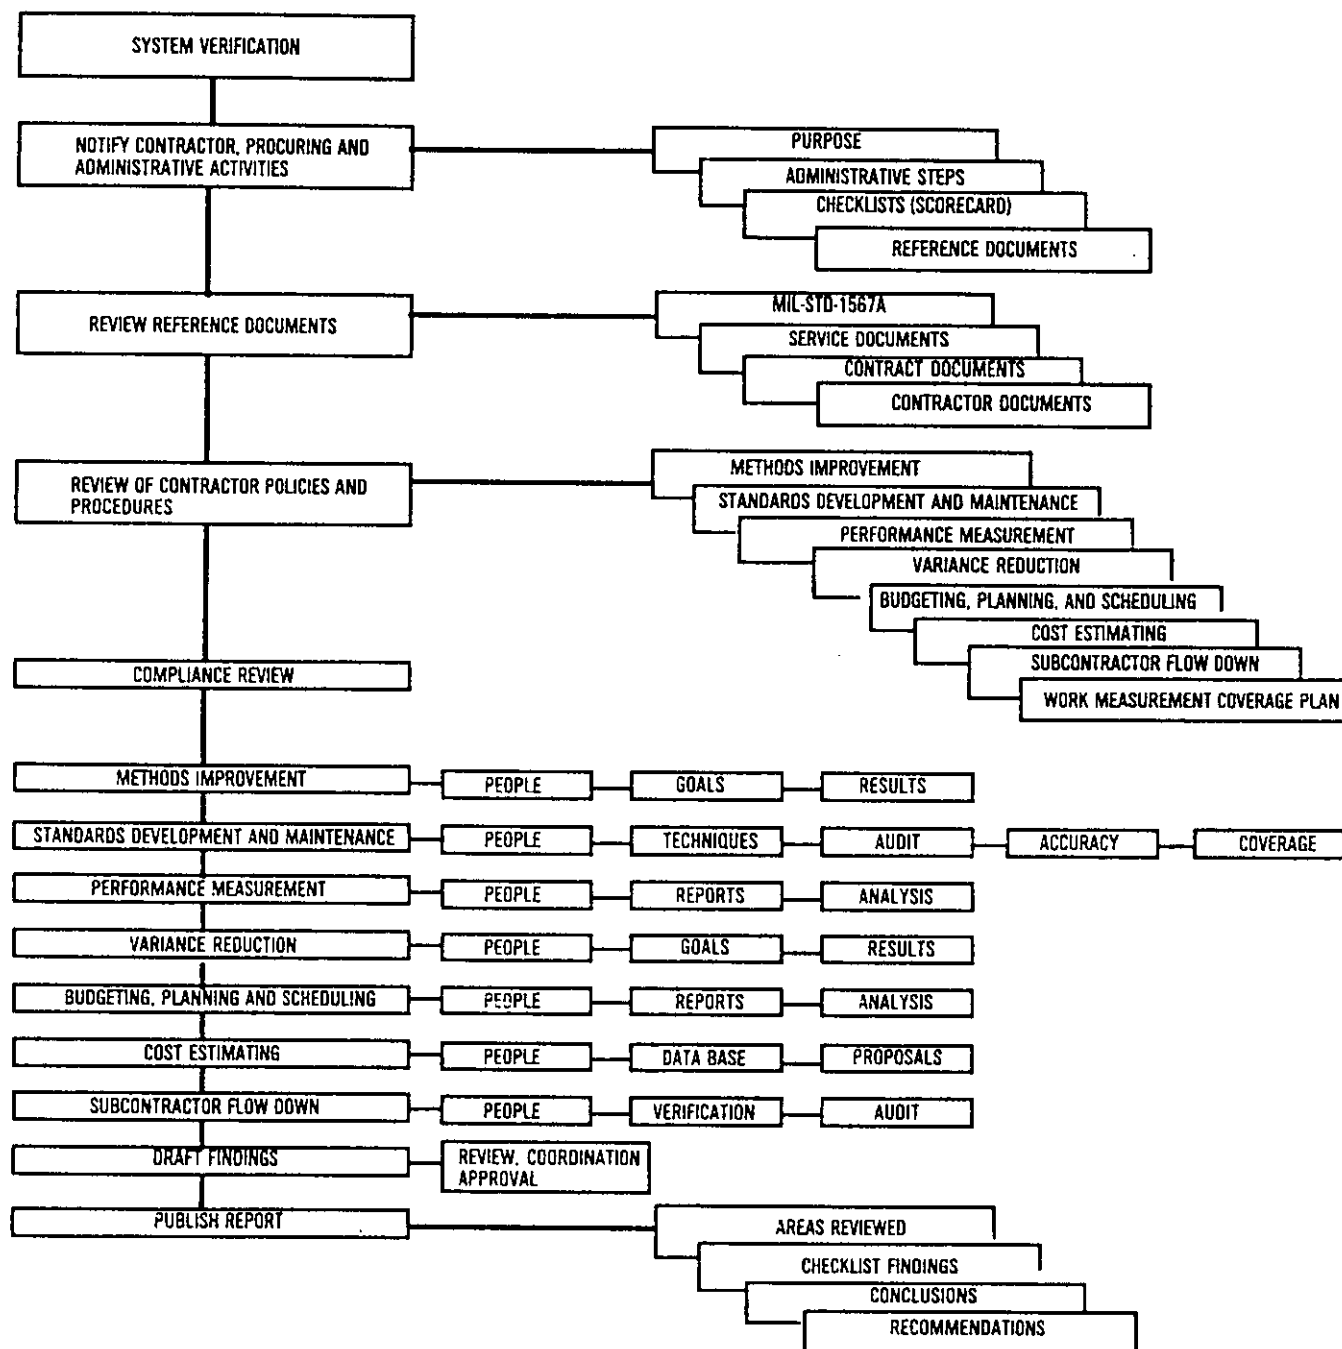 SYSTEM VERIFICATION
NOTIFY CONTRACTOR, PROCURING AND
ADMINISTRATIVE ACTIVITIES
PURPOSE
ADMINISTRATIVE STEPS
CHECKLISTS (SCORECARD)
REFERENCE DOCUMENTS
REVIEW REFERENCE DOCUMENTS
MIL-STD-1567A
SERVICE DOCUMENTS
CONTRACT DOCUMENTS
CONTRACTOR DOCUMENTS
REVIEW OF CONTRACTOR POLICIES AND
PROCEDURES
METHODS IMPROVEMENT
STANDARDS DEVELOPMENT AND MAINTENANCE
PERFORMANCE MEASUREMENT
VARIANCE REDUCTION
BUDGETING, PLANNING, AND SCHEDULING
COST ESTIMATING
SUBCONTRACTOR FLOW DOWN
WORK MEASUREMENT COVERAGE PLAN
COMPLIANCE REVIEW
METHODS IMPROVEMENT PEOPLE GOALS RESULTS
STANDARDS DEVELOPMENT AND MAINTENANCE PEOPLE TECHNIQUES AUDIT ACCURACY COVERAGE
PERFORMANCE MEASUREMENT PEOPLE REPORTS ANALYSIS
VARIANCE REDUCTION PEOPLE GOALS RESULTS
BUDGETING, PLANNING AND SCHEDULING PEOPLE REPORTS ANALYSIS
COST ESTIMATING PEOPLE DATA BASE PROPOSALS
SUBCONTRACTOR FLOW DOWN PEOPLE VERIFICATION AUDIT
DRAFT FINDINGS
REVIEW, COORDINATION
APPROVAL
PUBLISH REPORT
AREAS REVIEWED
CHECKLIST FINDINGS
CONCLUSIONS
RECOMMENDATIONS